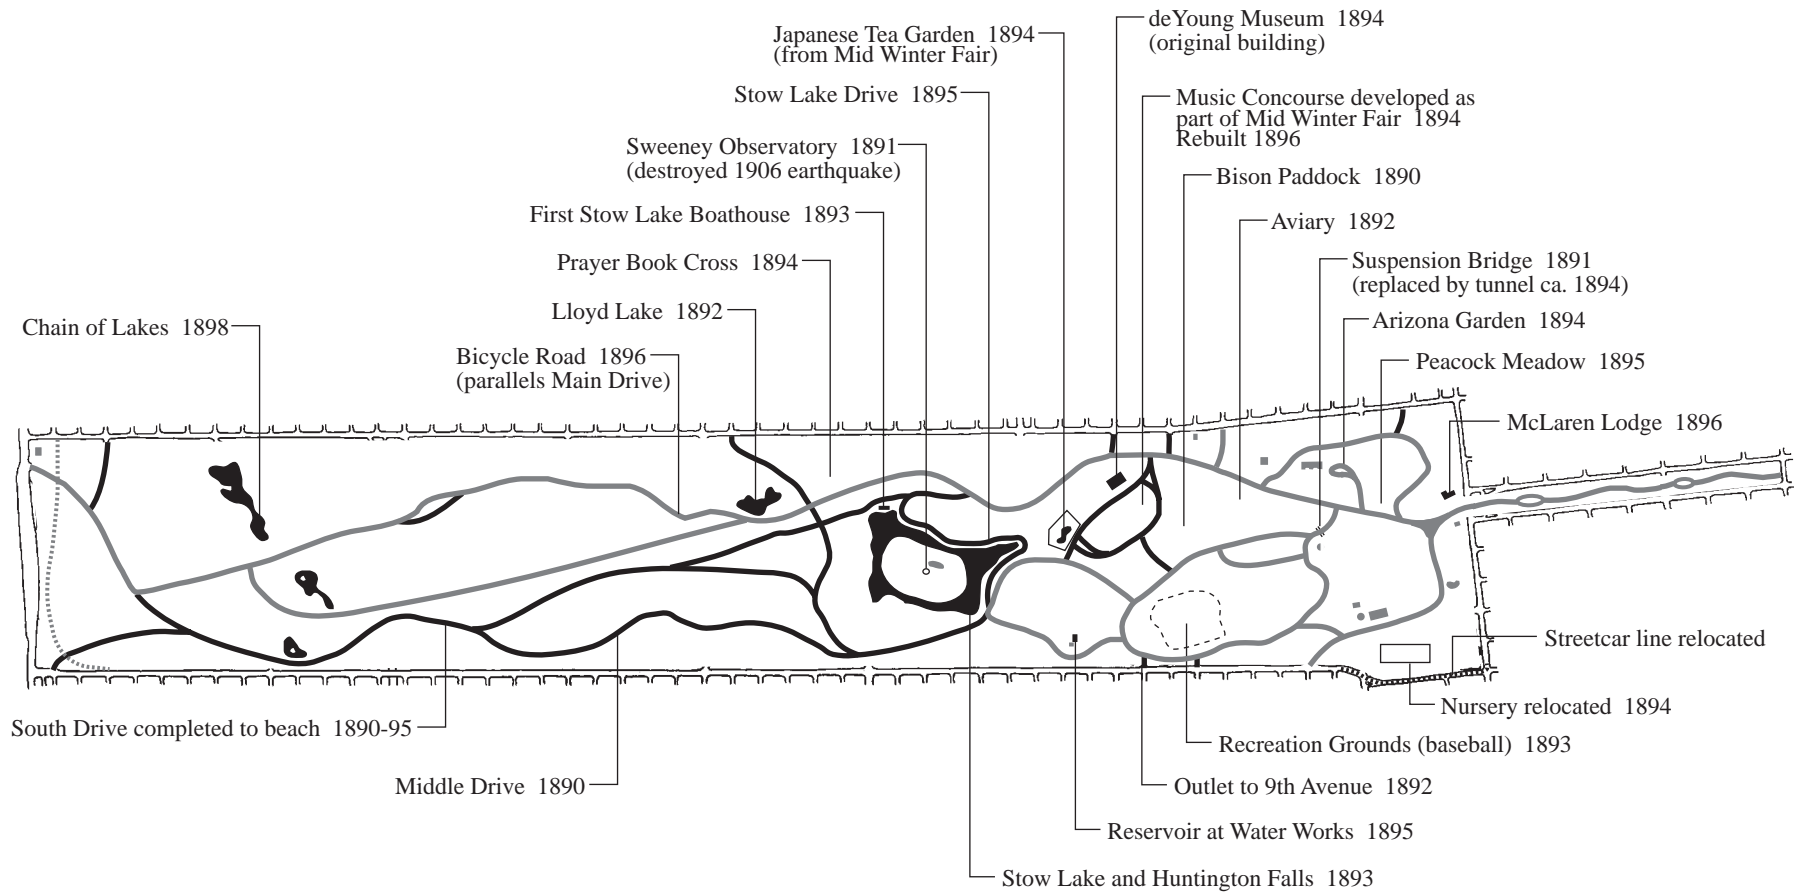 deYoung Museum 1894
(original building)
Japanese Tea Garden 1894
(from Mid Winter Fair)
Stow Lake Drive 1895
Music Concourse developed as
part of Mid Winter Fair 1894
Rebuilt 1896
Sweeney Observatory 1891
(destroyed 1906 earthquake)
Bison Paddock 1890
First Stow Lake Boathouse 1893
Aviary 1892
Prayer Book Cross 1894
Suspension Bridge 1891
(replaced by tunnel ca. 1894)
Lloyd Lake 1892
Arizona Garden 1894
Chain of Lakes 1898
Bicycle Road 1896
(parallels Main Drive)
Peacock Meadow 1895
McLaren Lodge 1896
Streetcar line relocated
Nursery relocated 1894
South Drive completed to beach 1890-95
Recreation Grounds (baseball) 1893
Middle Drive 1890
Outlet to 9th Avenue 1892
Reservoir at Water Works 1895
Stow Lake and Huntington Falls 1893